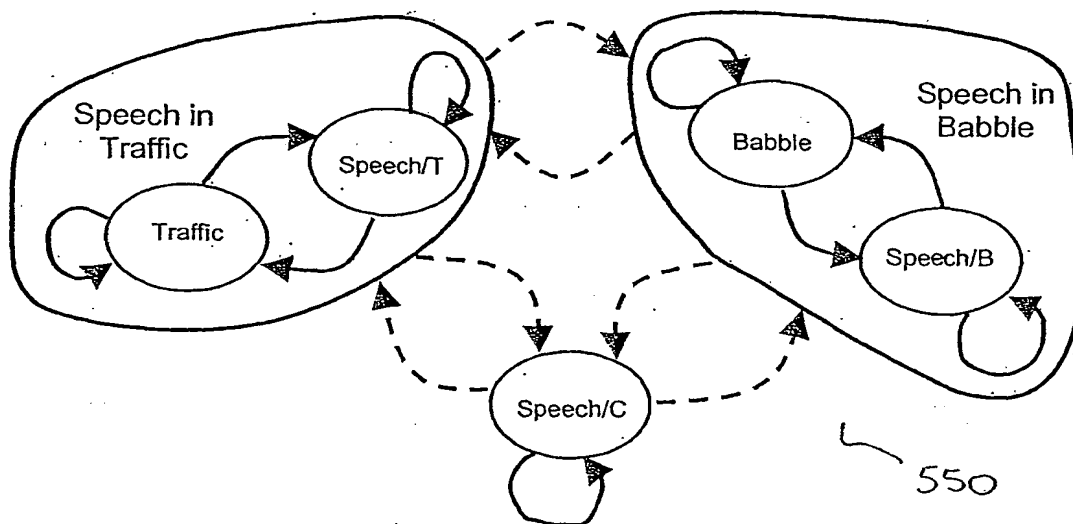 Speech in
Traffic
Speech/T
Traffic
Speech in
Babble
Babble
Speech/B
Speech/C
550